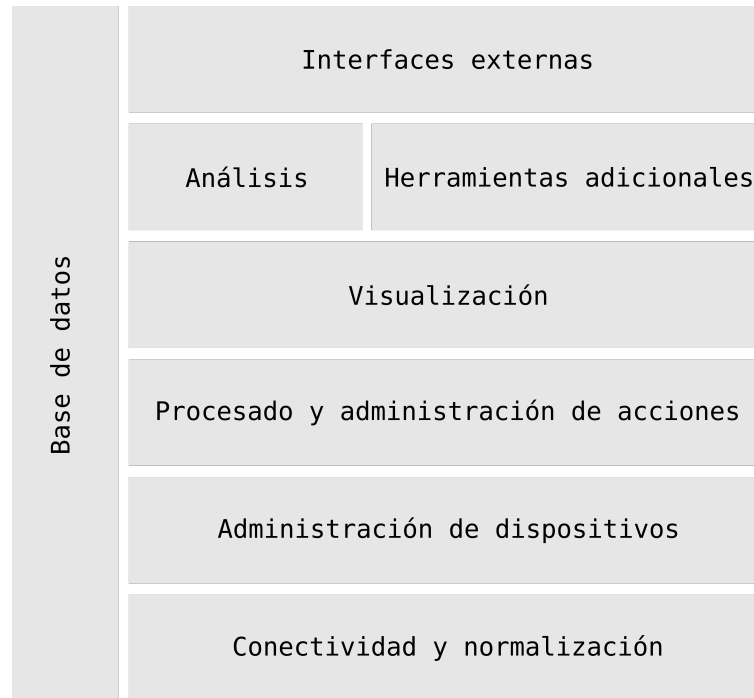 Interfaces externas
Análisis
Herramientas adicionales
Visualización
Base de datos
Procesado y administración de acciones
Administración de dispositivos
Conectividad y normalización